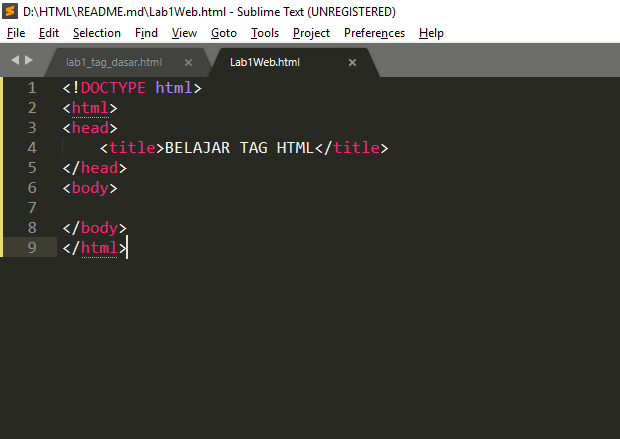 D:\HTML\README.md\Lab1Web.html - Sublime Text (UNREGISTERED)
File Edit Selection Find View Goto Tools Project Preferences Help
lab1_tag_dasar.html × Lab1Web.html ×
1 <!DOCTYPE html>
2 <html>
3 <head>
4     <title>BELAJAR TAG HTML</title>
5 </head>
6 <body>
7
8 </body>
9 </html>